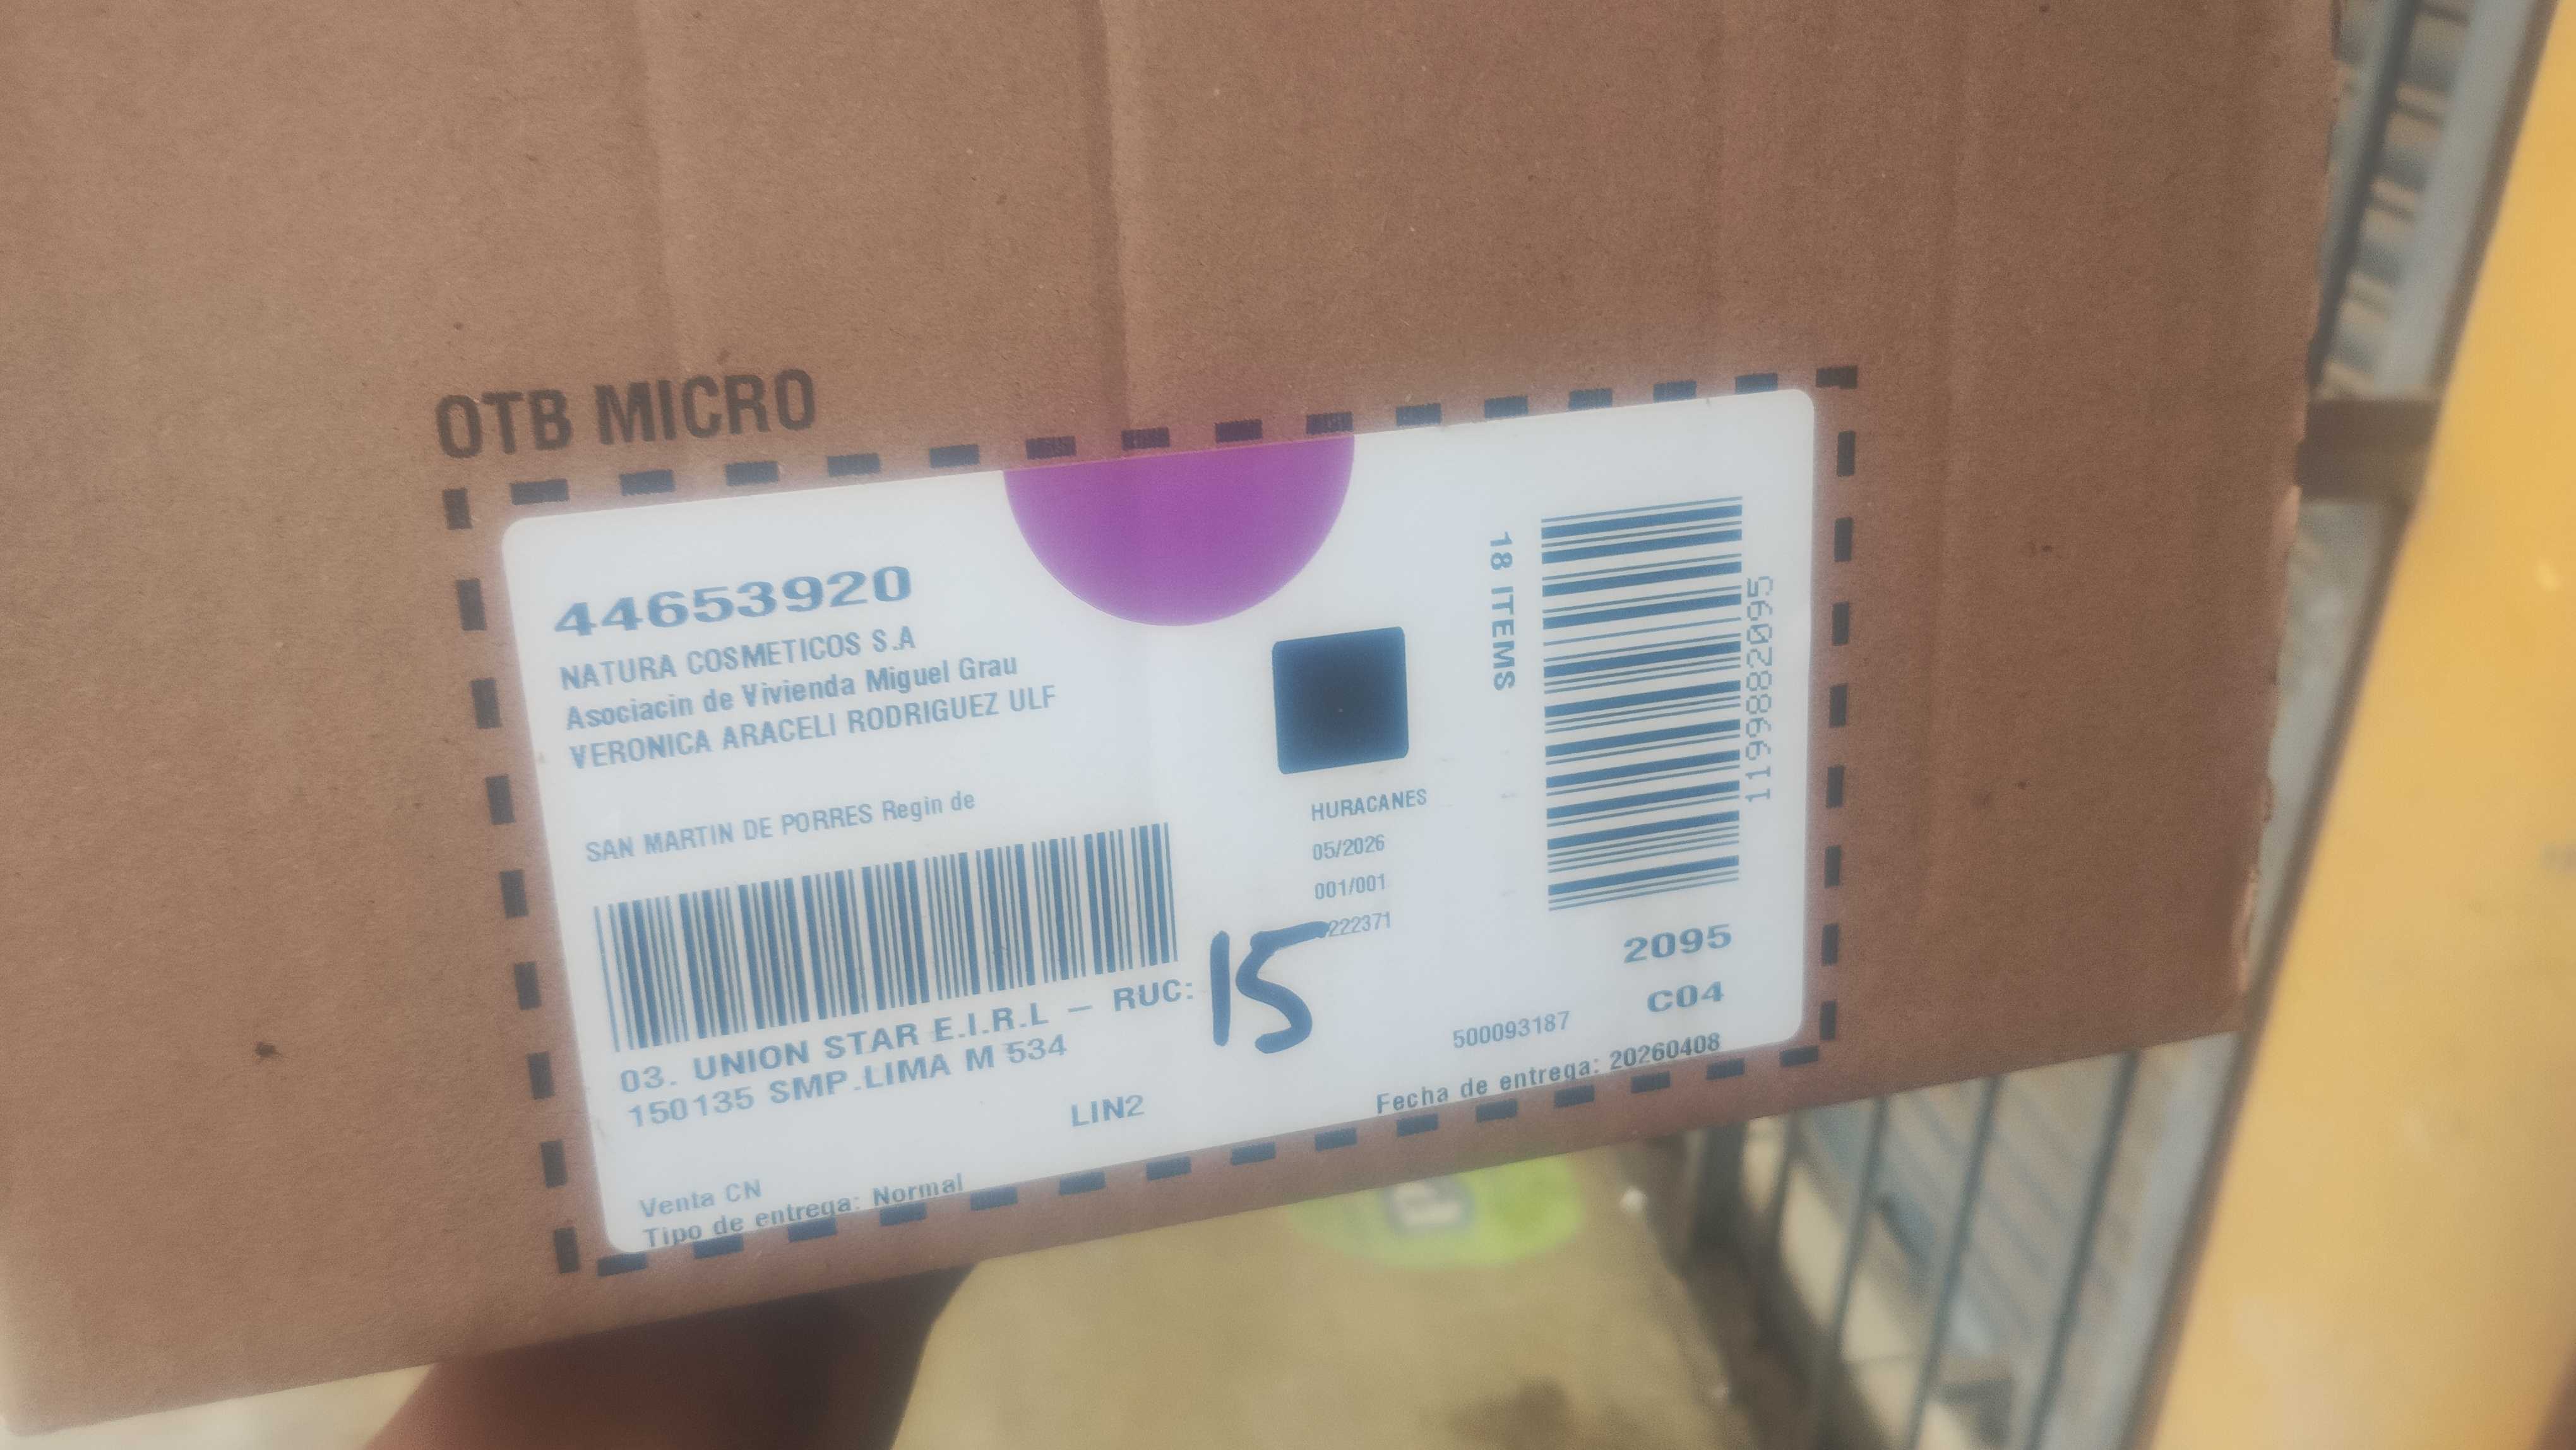 OTB MICRO
44653920
NATURA COSMETICOS S.A
Asociacin de Vivienda Miguel Grau
VERONICA ARACELI RODRIGUEZ ULF
SAN MARTIN DE PORRES Regin de
03. UNION STAR E.I.R.L – RUC:
150135 SMP.LIMA M 534
LIN2
Venta CN
Tipo de entrega: Normal
HURACANES
05/2026
001/001
222371
15
18 ITEMS
1199882095
2095
C04
500093187
Fecha de entrega: 20260408